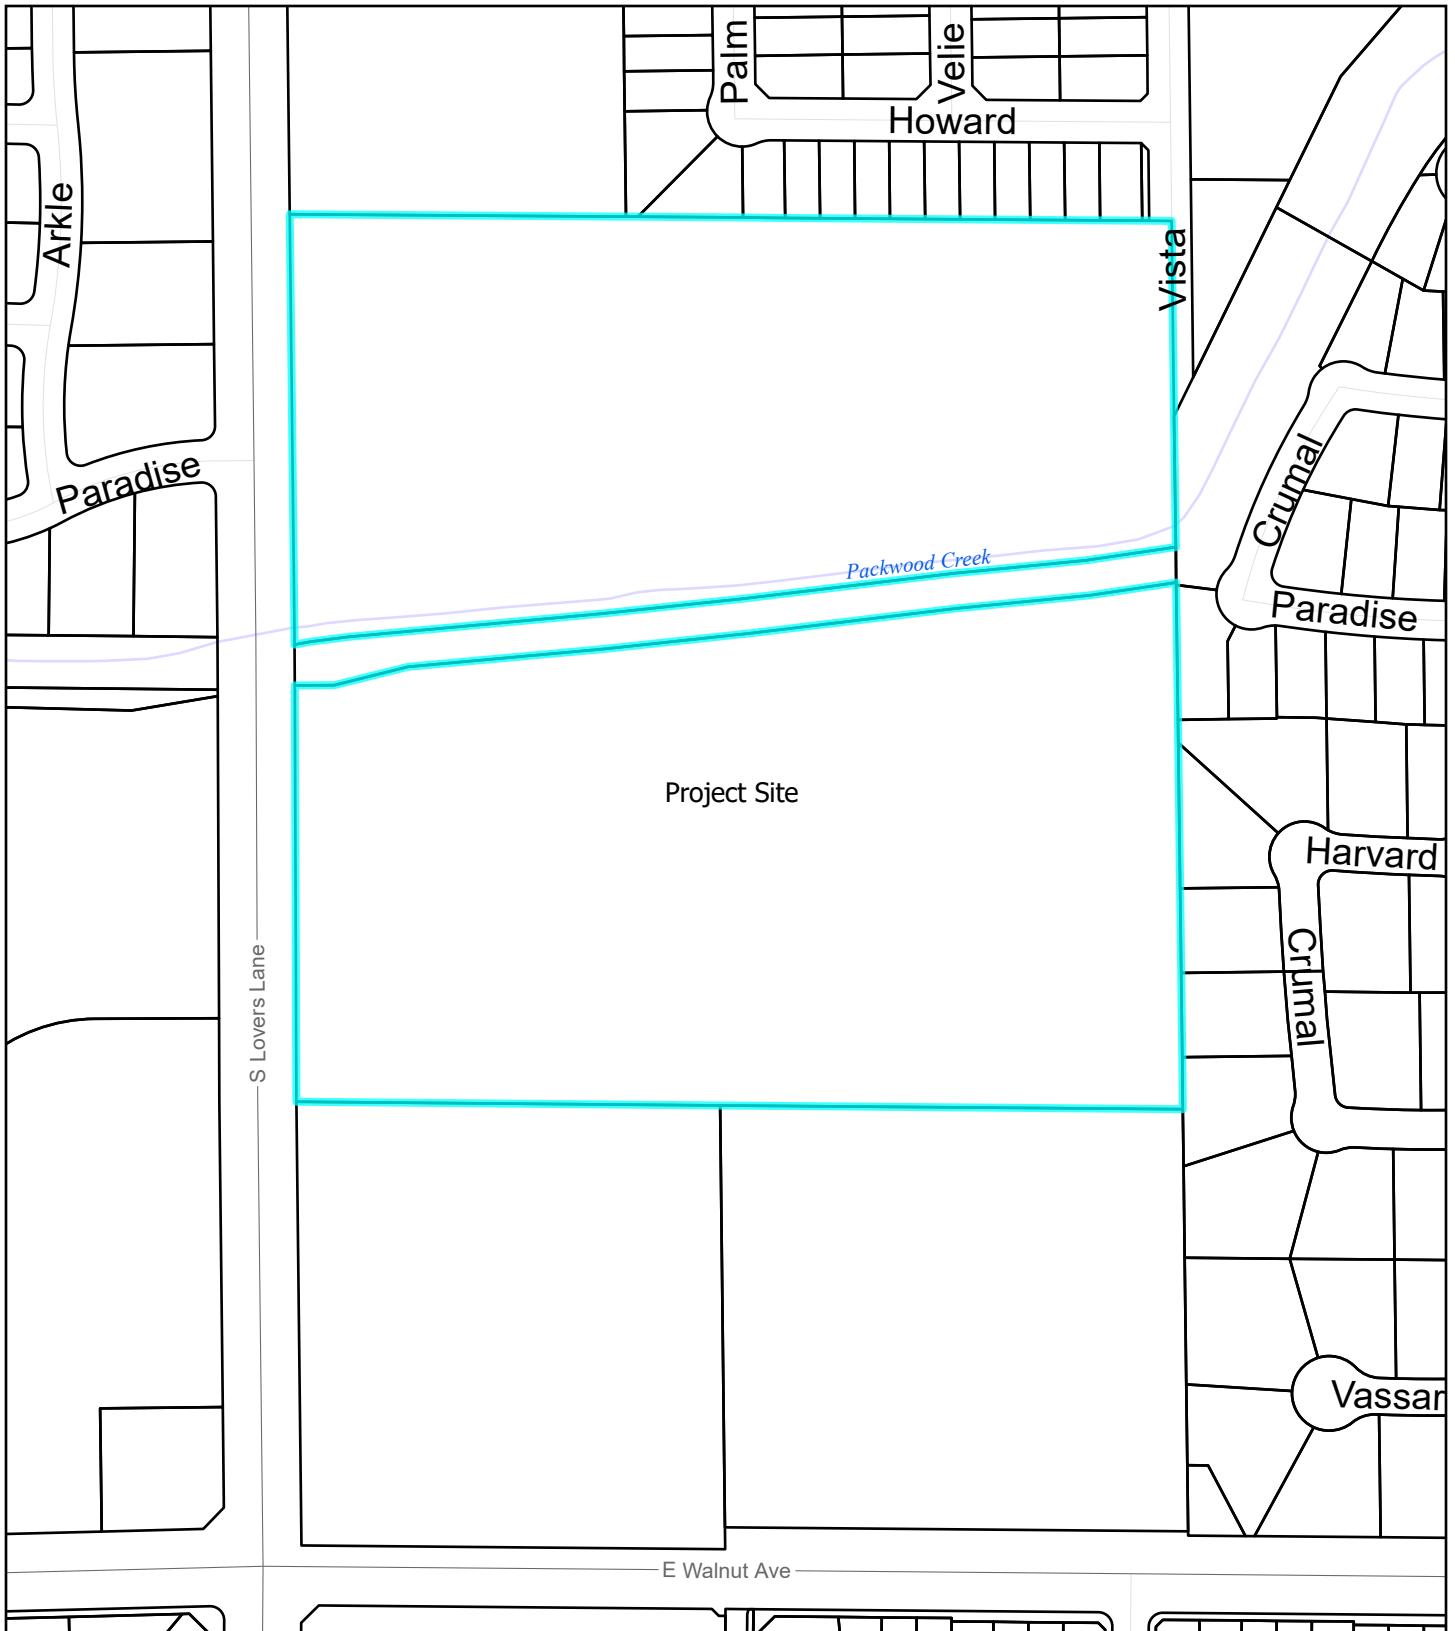 Palm
Velie
Howard
Arkle
Vista
Paradise
Crumal
Packwood Creek
Paradise
Project Site
Harvard
Crumal
S Lovers Lane
Vassar
E Walnut Ave